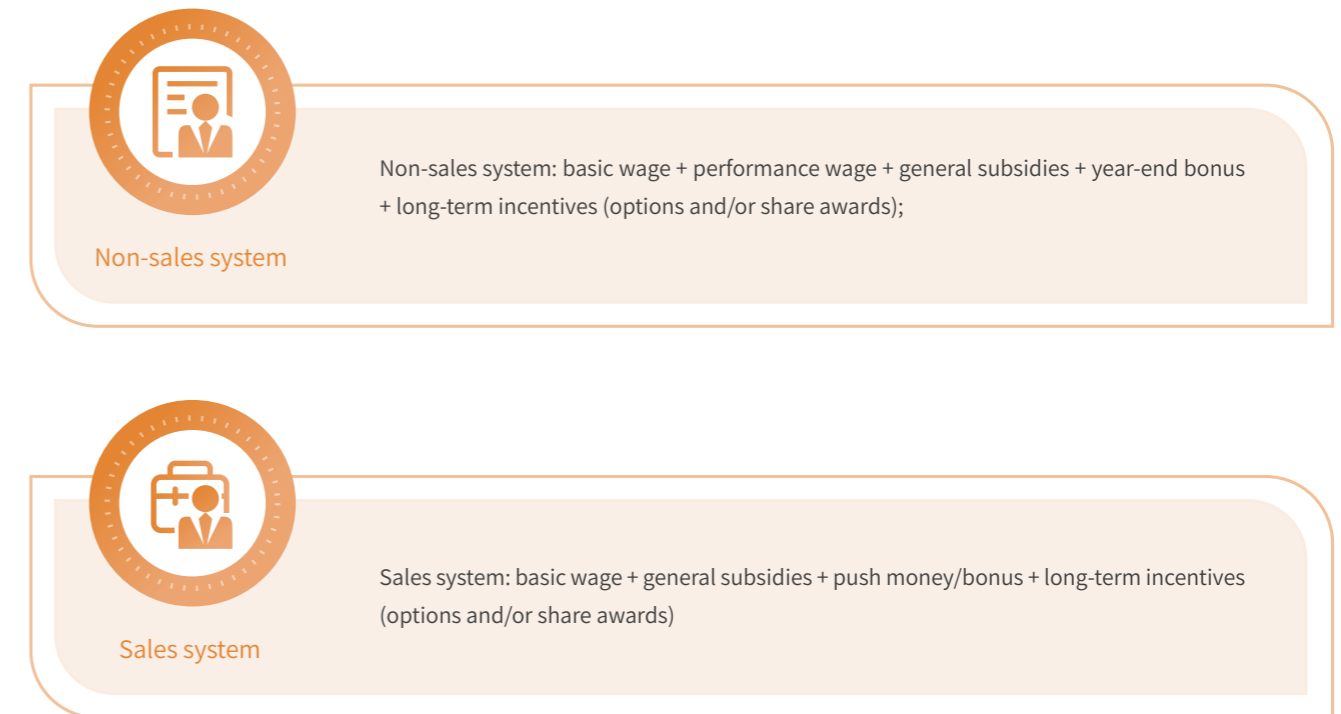 Non-sales system: basic wage + performance wage + general subsidies + year-end bonus
+ long-term incentives (options and/or share awards);
Non-sales system
Sales system: basic wage + general subsidies + push money/bonus + long-term incentives
(options and/or share awards)
Sales system